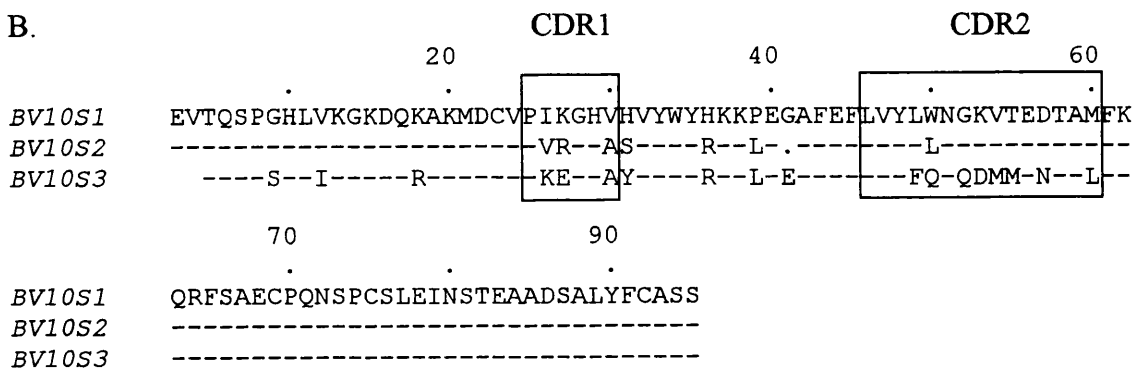 B.
CDR1 CDR2
20 40 60
. . . . .
BV10S1 EVTQSPGHLVKGKDQKAKMDCVPIKGHVHVYWYHKKPEGAFEFLVYLWNGKVTEDTAMFK
BV10S2 -----------------------VR--AS----R--L-.--------L------------
BV10S3 ----S--I-----R-------KE--AY----R--L-E-------FQ-QDMM-N--L--
70 90
. . .
BV10S1 QRFSAECPQNSPCSLEINSTEAADSALYFCASS
BV10S2 ---------------------------------
BV10S3 ---------------------------------